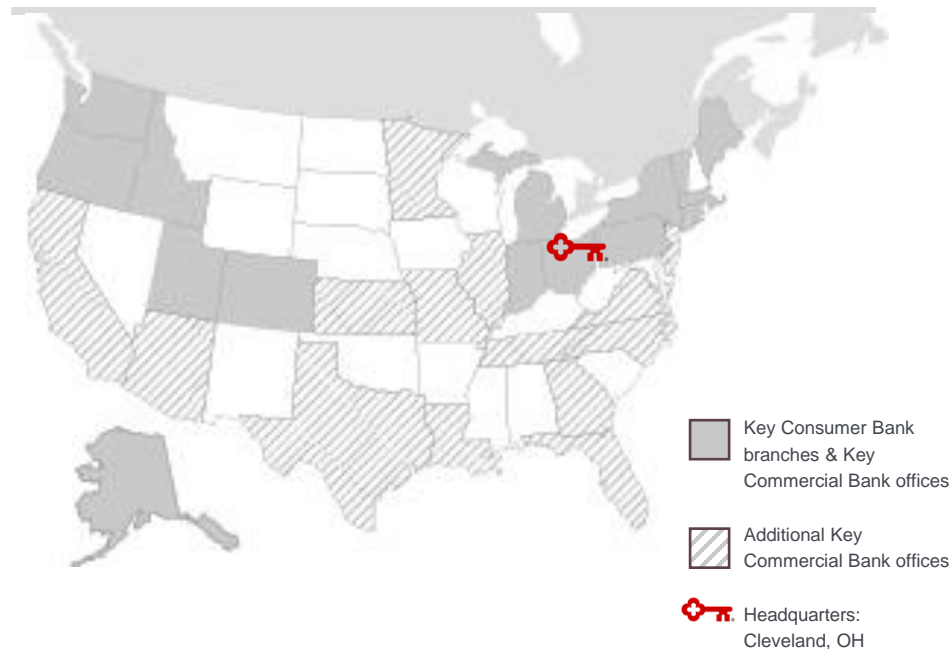 Key Consumer Bank
branches & Key
Commercial Bank offices
Additional Key
Commercial Bank offices
Headquarters:
Cleveland, OH